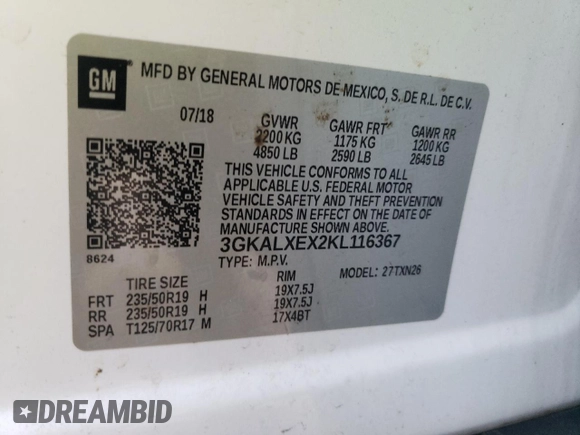 GM
MFD BY GENERAL MOTORS DE MEXICO, S. DE R.L. DE C.V.
07/18 GVWR GAWR FRT GAWR RR
2200 KG 1175 KG 1200 KG
4850 LB 2590 LB 2645 LB
THIS VEHICLE CONFORMS TO ALL
APPLICABLE U.S. FEDERAL MOTOR
VEHICLE SAFETY AND THEFT PREVENTION
STANDARDS IN EFFECT ON THE DATE OF
MANUFACTURE SHOWN ABOVE.
8624
3GKALXEX2KL116367
TYPE: M.P.V. MODEL: 27TXN26
TIRE SIZE RIM
FRT 235/50R19 H 19X7.5J
RR 235/50R19 H 19X7.5J
SPA T125/70R17 M 17X4BT
DREAMBID